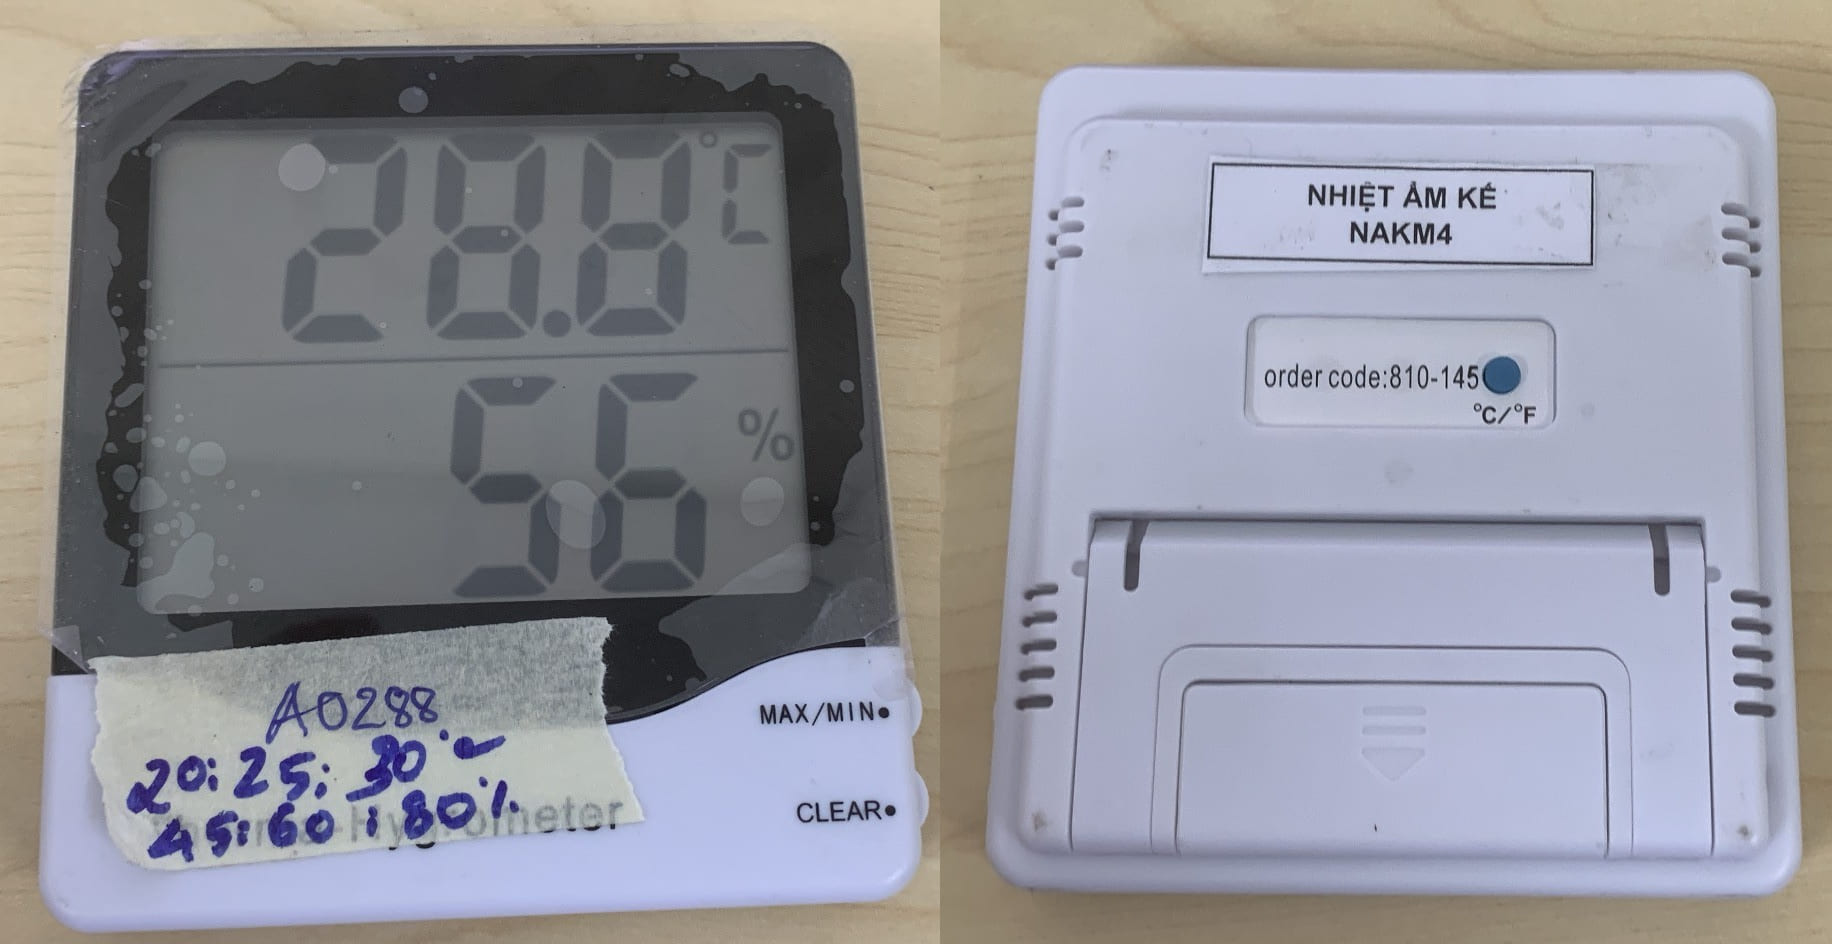 28.8°C
56%
A0288
20; 25; 30°C
45; 60; 80%
Hygrometer
MAX/MIN
CLEAR
NHIỆT ẨM KẾ
NAKM4
order code:810-145
°C/°F